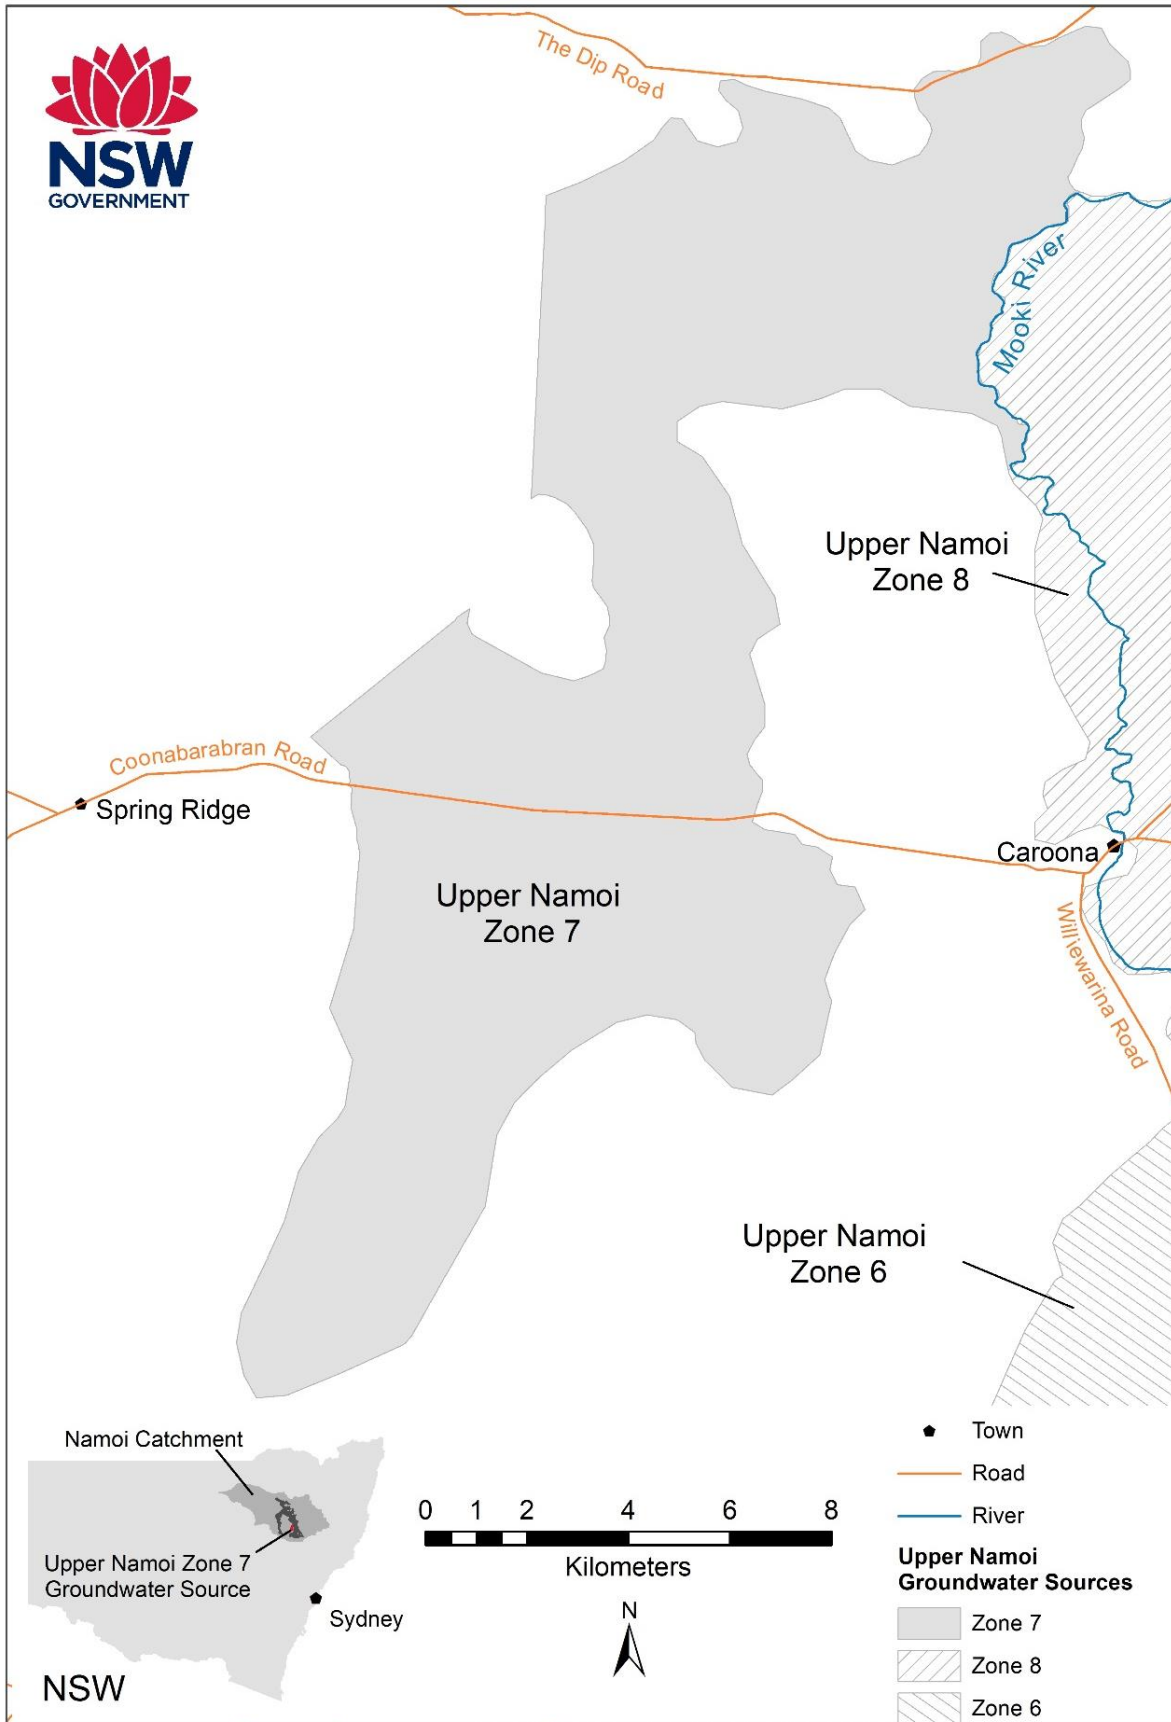 The Dip Road
NSW
GOVERNMENT
Mooki River
Upper Namoi
Zone 8
Coonabarabran Road
Spring Ridge
Caroona
Upper Namoi
Zone 7
Williewarina Road
Upper Namoi
Zone 6
Namoi Catchment
Upper Namoi Zone 7
Groundwater Source
Sydney
NSW
0 1 2 4 6 8
Kilometers
N
Town
Road
River
Upper Namoi
Groundwater Sources
Zone 7
Zone 8
Zone 6